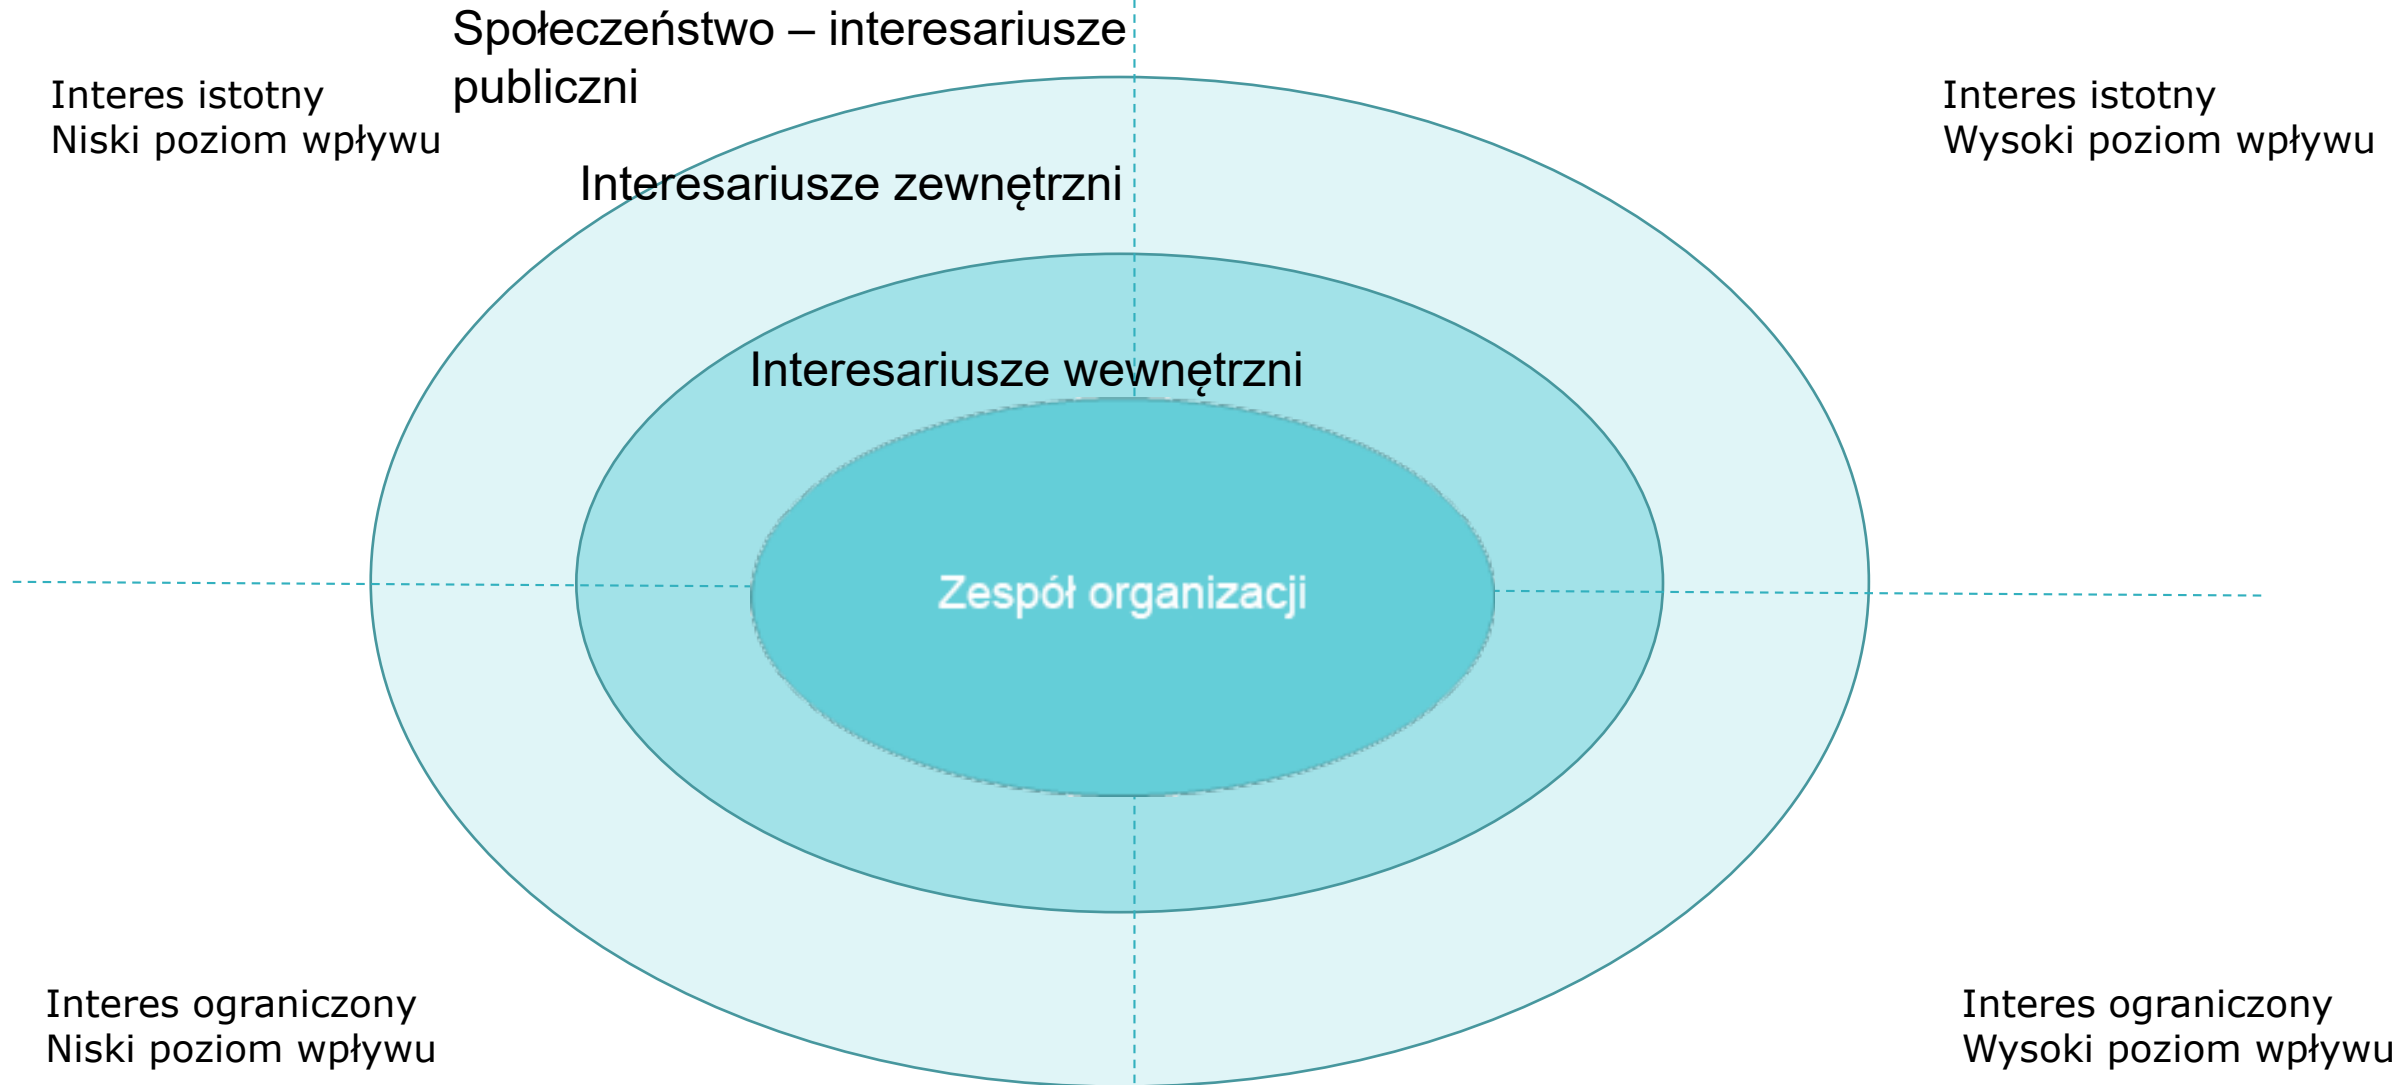 Społeczeństwo – interesariusze
publiczni
Interes istotny
Niski poziom wpływu
Interes istotny
Wysoki poziom wpływu
Interesariusze zewnętrzni
Interesariusze wewnętrzni
Zespół organizacji
Interes ograniczony
Niski poziom wpływu
Interes ograniczony
Wysoki poziom wpływu